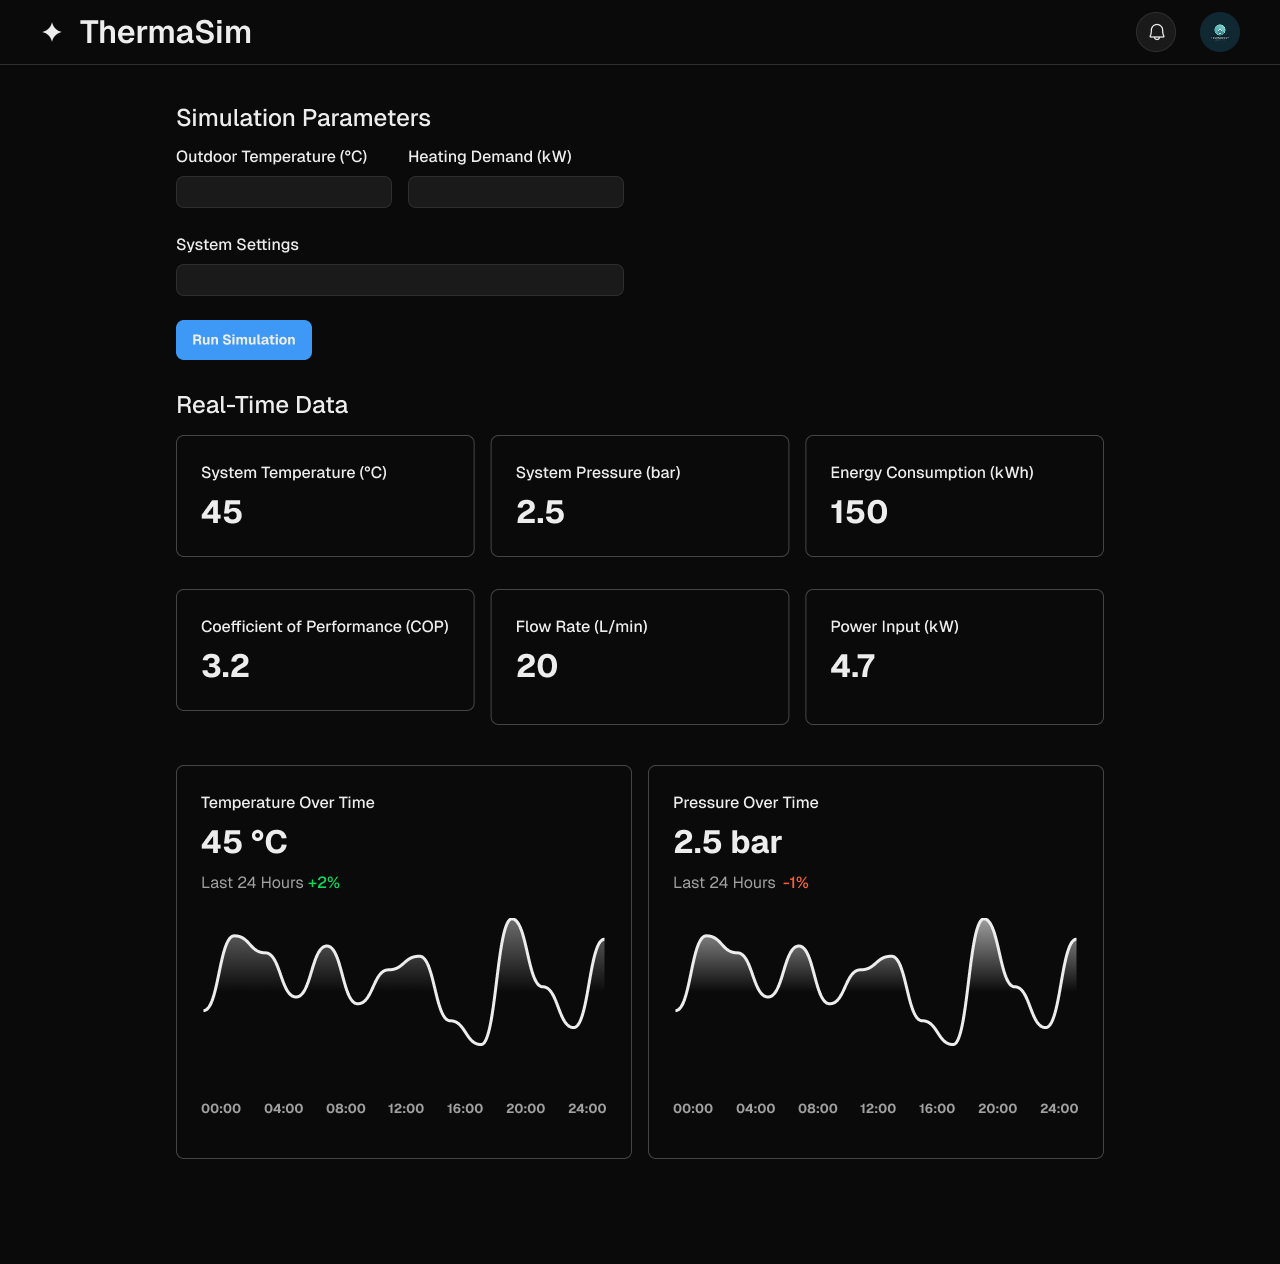 ThermaSim
Simulation Parameters
Outdoor Temperature (°C) Heating Demand (kW)
System Settings
Run Simulation
Real-Time Data
System Temperature (°C)
45
System Pressure (bar)
2.5
Energy Consumption (kWh)
150
Coefficient of Performance (COP)
3.2
Flow Rate (L/min)
20
Power Input (kW)
4.7
Temperature Over Time
45 °C
Last 24 Hours +2%
00:00 04:00 08:00 12:00 16:00 20:00 24:00
Pressure Over Time
2.5 bar
Last 24 Hours -1%
00:00 04:00 08:00 12:00 16:00 20:00 24:00